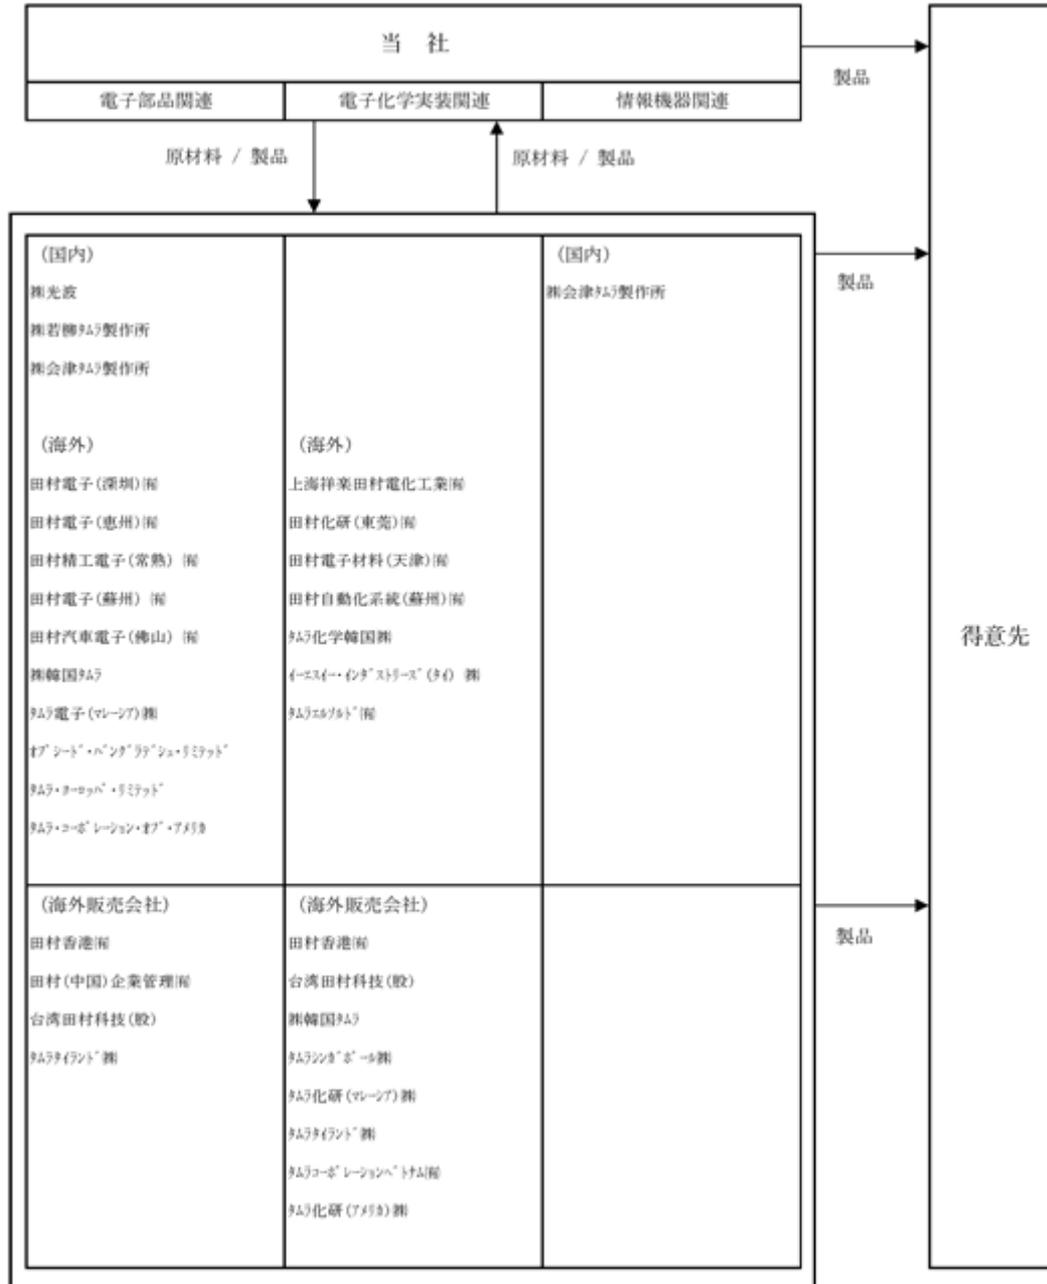 当 社
製品
電子部品関連
電子化学実装関連
情報機器関連
原材料 / 製品
原材料 / 製品
(国内)
㈱光波
㈱若柳ﾀﾑﾗ製作所
㈱会津ﾀﾑﾗ製作所
(海外)
田村電子(深圳)㈲
田村電子(恵州)㈲
田村精工電子(常熟) ㈲
田村電子(蘇州) ㈲
田村汽車電子(佛山) ㈲
㈱韓国ﾀﾑﾗ
ﾀﾑﾗ電子(ﾏﾚｰｼｱ)㈱
ｵﾌﾟｼｰﾄﾞ・ﾊﾞﾝｸﾞﾗﾃﾞｼｭ・ﾘﾐﾃｯﾄﾞ
ﾀﾑﾗ・ﾖｰﾛｯﾊﾟ・ﾘﾐﾃｯﾄﾞ
ﾀﾑﾗ・ｺｰﾎﾟﾚｰｼｮﾝ・ｵﾌﾞ・ｱﾒﾘｶ
(海外)
上海祥楽田村電化工業㈲
田村化研(東莞)㈲
田村電子材料(天津)㈲
田村自動化系統(蘇州)㈲
ﾀﾑﾗ化学韓国㈱
ｲｰｴｽｲｰ・ｲﾝﾀﾞｽﾄﾘｰｽﾞ(ﾀｲ) ㈱
ﾀﾑﾗｴﾙｿﾙﾄﾞ㈲
(国内)
㈱会津ﾀﾑﾗ製作所
製品
得意先
(海外販売会社)
田村香港㈲
田村(中国)企業管理㈲
台湾田村科技(股)
ﾀﾑﾗﾀｲﾗﾝﾄﾞ㈱
(海外販売会社)
田村香港㈲
台湾田村科技(股)
㈱韓国ﾀﾑﾗ
ﾀﾑﾗｼﾝｶﾞﾎﾟｰﾙ㈱
ﾀﾑﾗ化研(ﾏﾚｰｼｱ)㈱
ﾀﾑﾗﾀｲﾗﾝﾄﾞ㈱
ﾀﾑﾗｺｰﾎﾟﾚｰｼｮﾝﾍﾞﾄﾅﾑ㈲
ﾀﾑﾗ化研(ｱﾒﾘｶ)㈱
製品